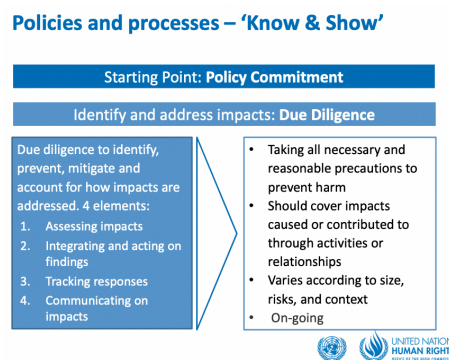 Policies and processes – ‘Know & Show’
Starting Point: Policy Commitment
Identify and address impacts: Due Diligence
Due diligence to identify,
prevent, mitigate and
account for how impacts are
addressed. 4 elements:
1. Assessing impacts
2. Integrating and acting on
findings
3. Tracking responses
4. Communicating on
impacts
• Taking all necessary and
reasonable precautions to
prevent harm
• Should cover impacts
caused or contributed to
through activities or
relationships
• Varies according to size,
risks, and context
• On-going
UNITED NATION
HUMAN RIGHT